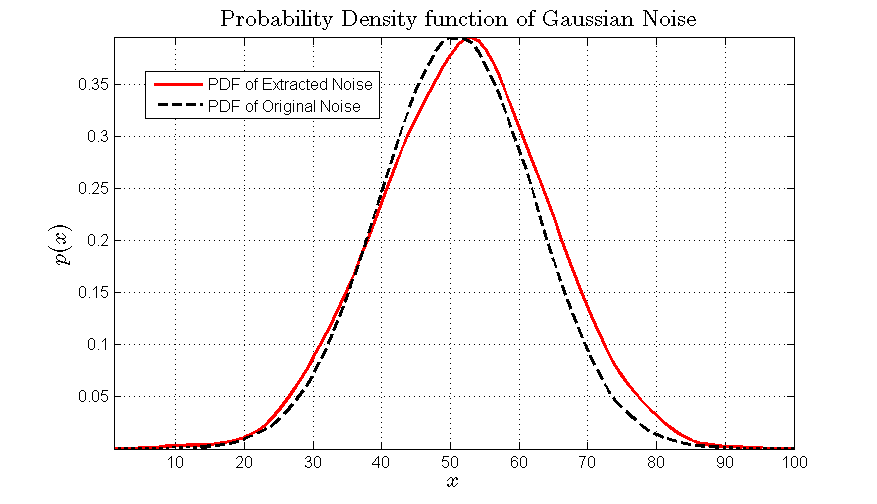 Probability Density function of Gaussian Noise
PDF of Extracted Noise
PDF of Original Noise
p(x)
0.35
0.3
0.25
0.2
0.15
0.1
0.05
10 20 30 40 50 60 70 80 90 100
x